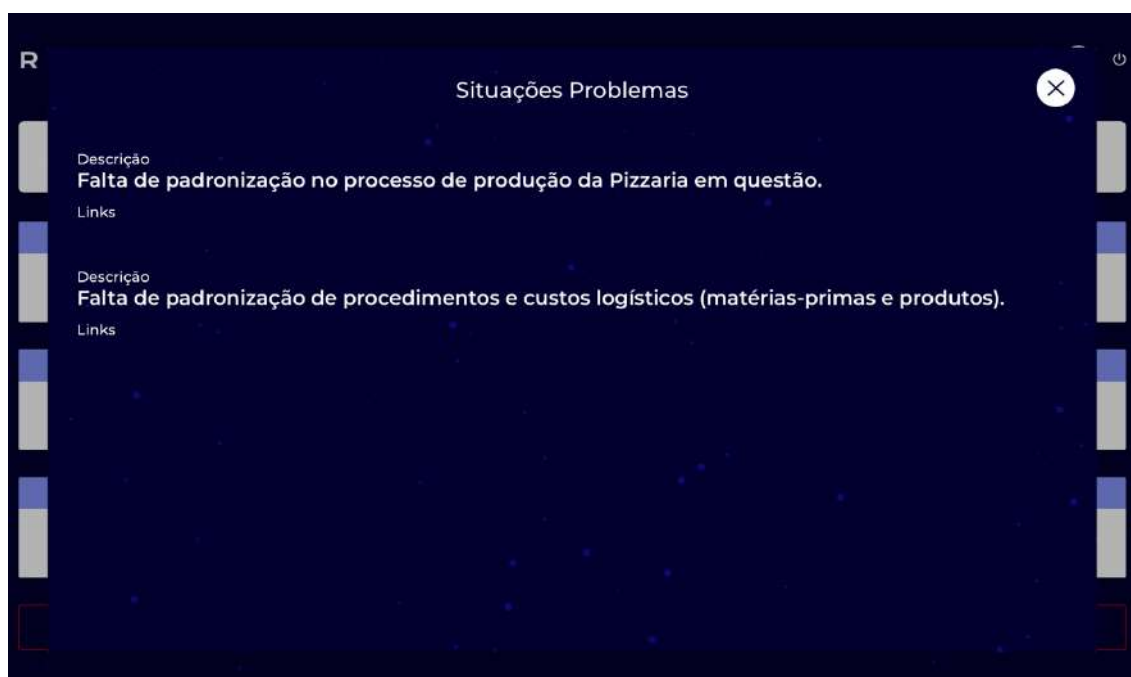 R
Situações Problemas
Descrição
Falta de padronização no processo de produção da Pizzaria em questão.
Links
Descrição
Falta de padronização de procedimentos e custos logísticos (matérias-primas e produtos).
Links